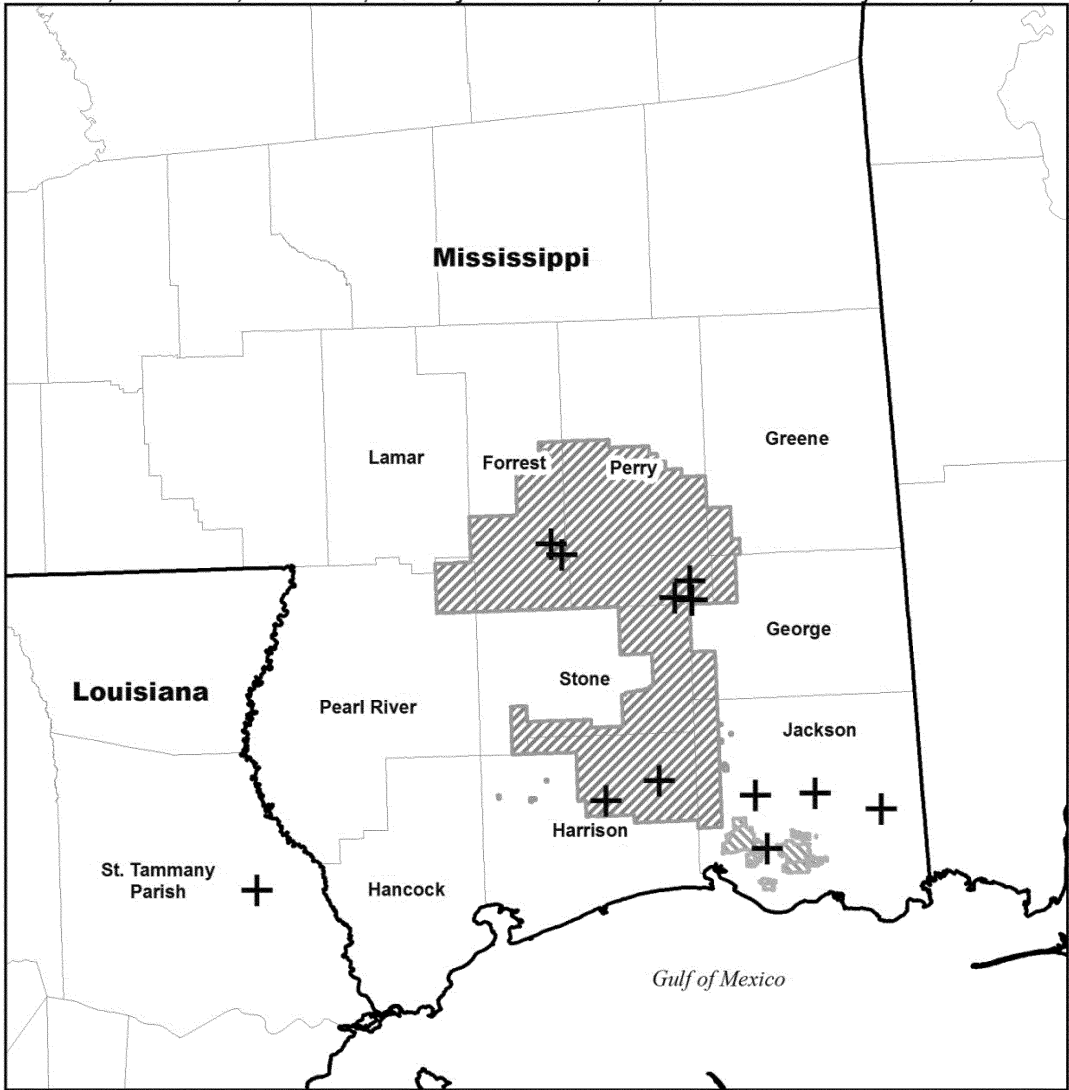 Mississippi
Greene
Lamar
Forrest
Perry
George
Stone
Louisiana
Pearl River
Jackson
Harrison
St. Tammany
Parish
Hancock
Gulf of Mexico